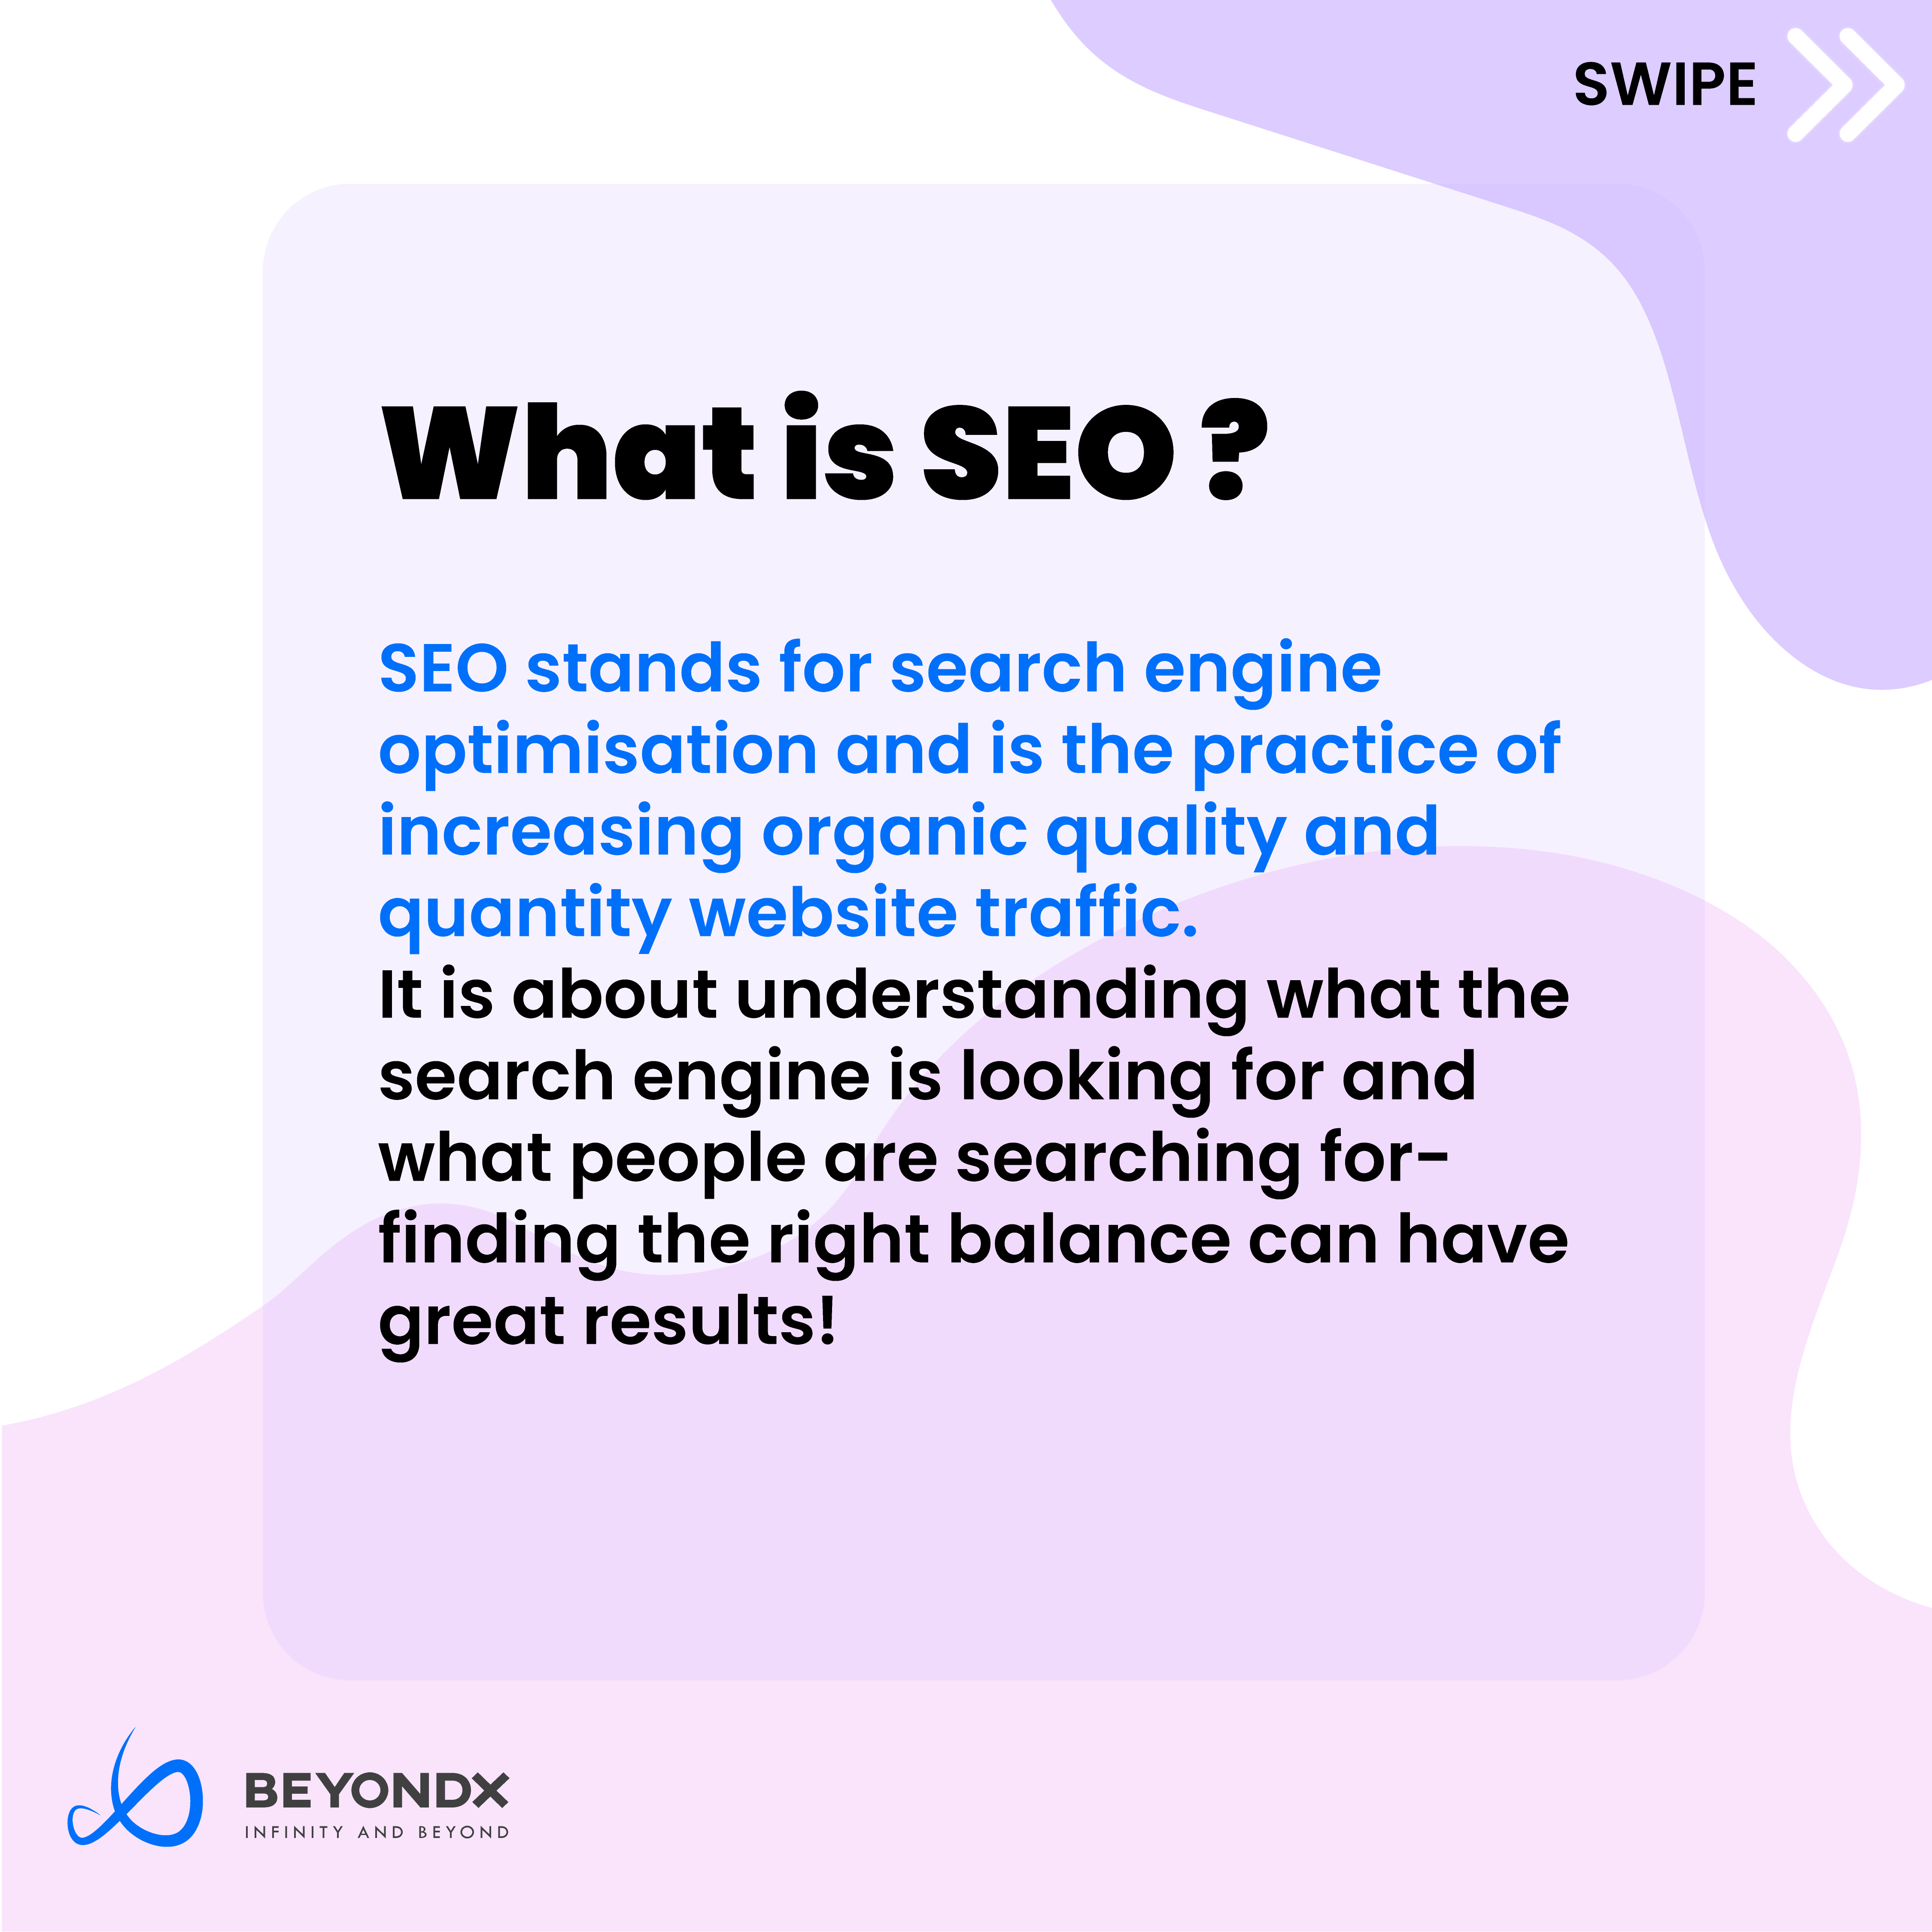 SWIPE
What is SEO ?
SEO stands for search engine
optimisation and is the practice of
increasing organic quality and
quantity website traffic.
It is about understanding what the
search engine is looking for and
what people are searching for–
finding the right balance can have
great results!
BEYONDX
INFINITY AND BEYOND